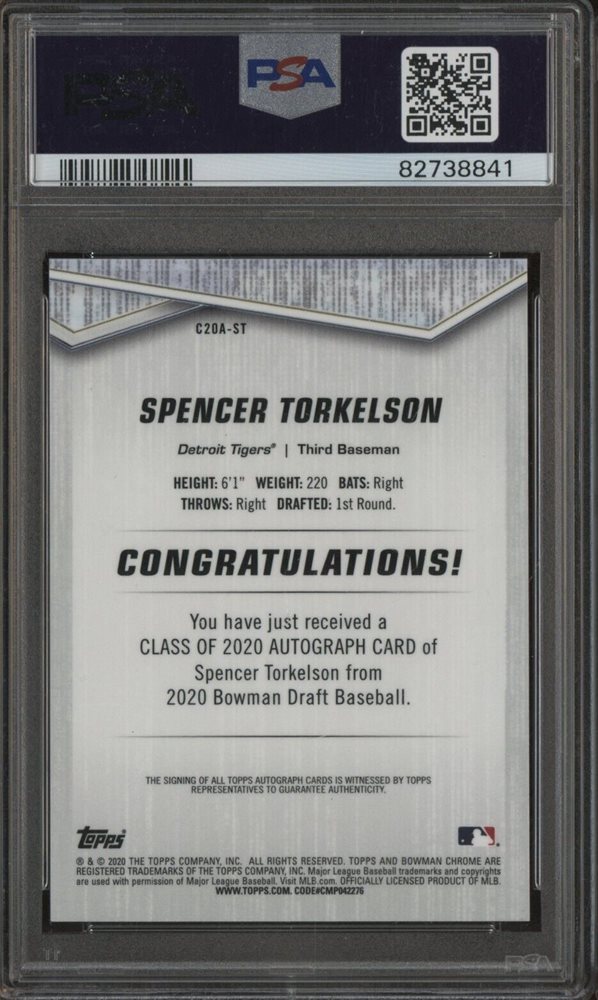 PSA
PSA
82738841
C20A-ST
SPENCER TORKELSON
Detroit Tigers® | Third Baseman
HEIGHT: 6'1" WEIGHT: 220 BATS: Right
THROWS: Right DRAFTED: 1st Round.
CONGRATULATIONS!
You have just received a
CLASS OF 2020 AUTOGRAPH CARD of
Spencer Torkelson from
2020 Bowman Draft Baseball.
THE SIGNING OF ALL TOPPS AUTOGRAPH CARDS IS WITNESSED BY TOPPS
REPRESENTATIVES TO GUARANTEE AUTHENTICITY.
Topps
® & © 2020 THE TOPPS COMPANY, INC. ALL RIGHTS RESERVED. TOPPS AND BOWMAN CHROME ARE
REGISTERED TRADEMARKS OF THE TOPPS COMPANY, INC. Major League Baseball trademarks and copyrights
are used with permission of Major League Baseball. Visit MLB.com. OFFICIALLY LICENSED PRODUCT OF MLB.
WWW.TOPPS.COM. CODE#CMP042276
PSA